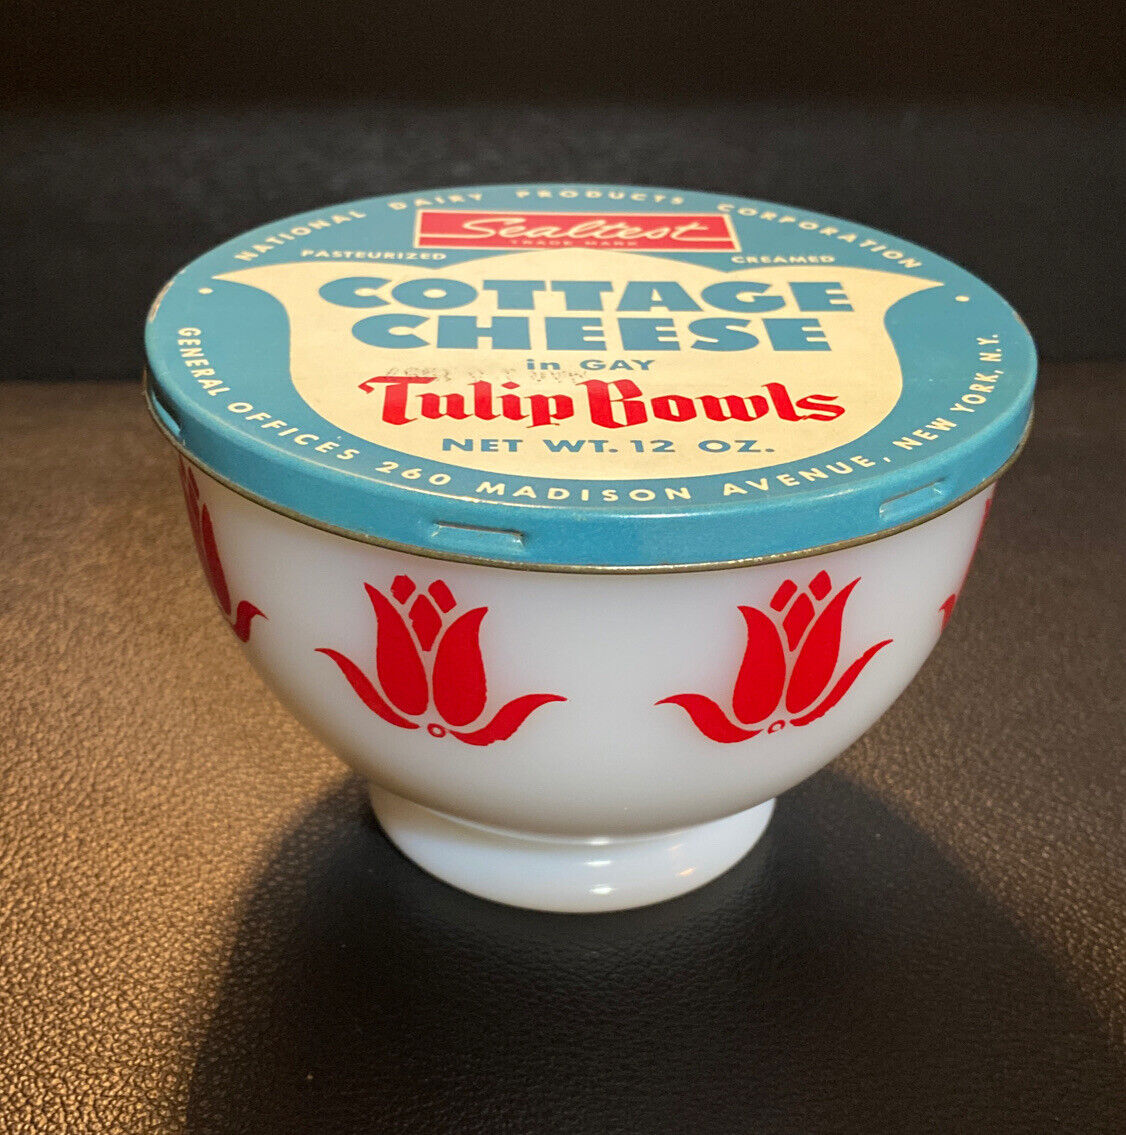 NATIONAL DAIRY PRODUCTS CORPORATION
Sealtest
TRADE MARK
PASTEURIZED CREAMED
COTTAGE
CHEESE
in GAY
Tulip Bowls
NET WT. 12 OZ.
GENERAL OFFICES 260 MADISON AVENUE, NEW YORK, N.Y.